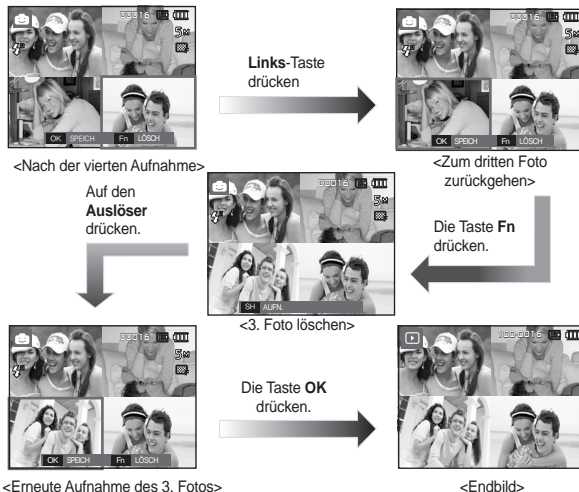 00016
5M
OK SPEICH Fn LÖSCH
<Nach der vierten Aufnahme>
Links-Taste
drücken
00016
5M
OK SPEICH Fn LÖSCH
<Zum dritten Foto
zurückgehen>
Die Taste Fn
drücken.
00016
5M
SH AUFN.
<3. Foto löschen>
Auf den
Auslöser
drücken.
00016
5M
OK SPEICH Fn LÖSCH
<Erneute Aufnahme des 3. Fotos>
Die Taste OK
drücken.
100-0016
5M
<Endbild>